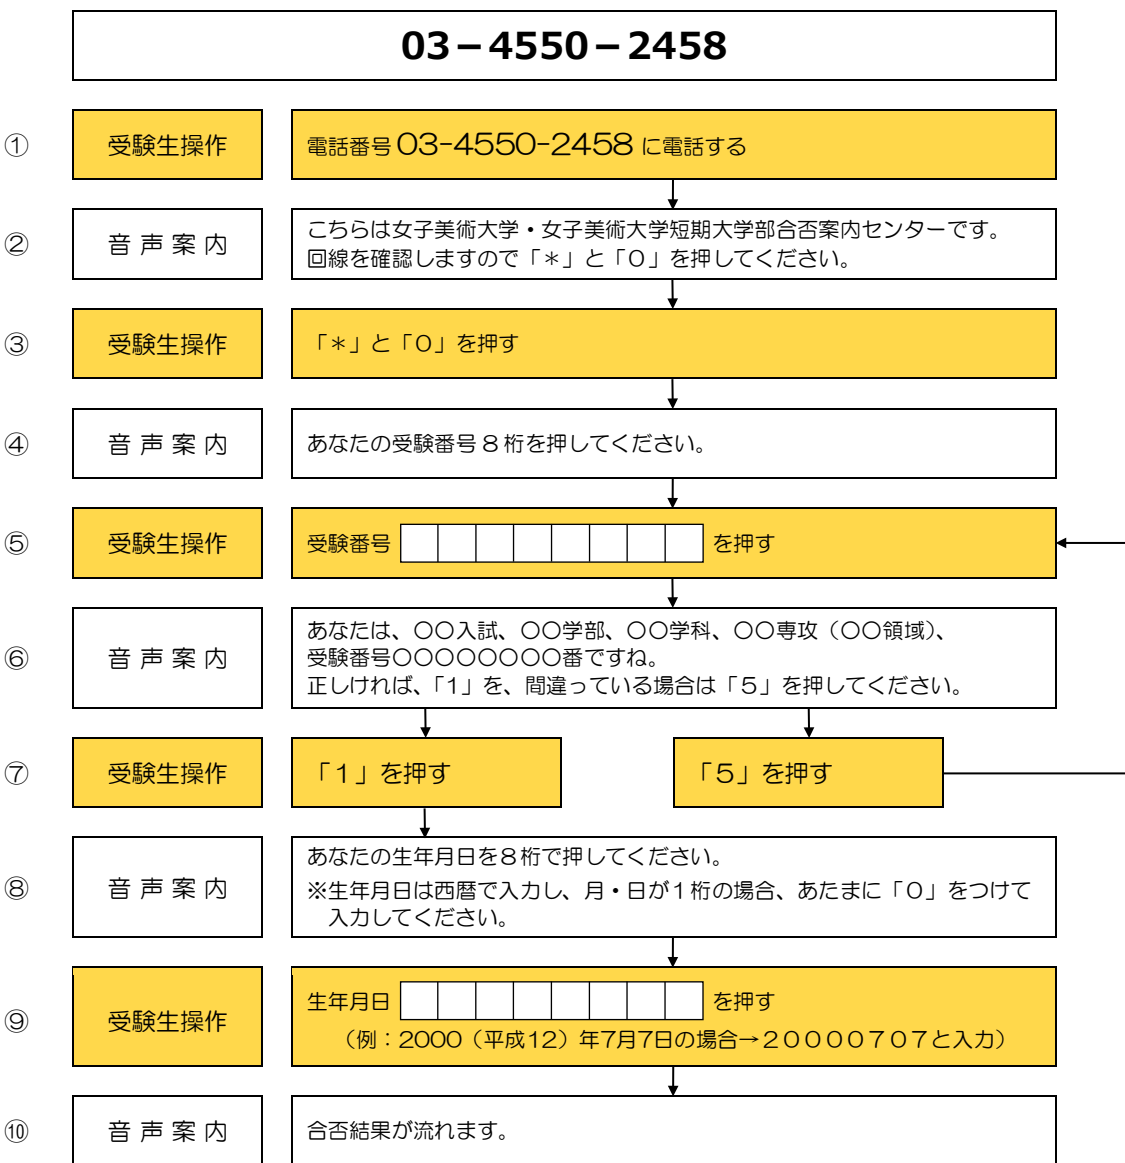 03－4550－2458
① 受験生操作 電話番号 03-4550-2458 に電話する
② 音声案内 こちらは女子美術大学・女子美術大学短期大学部合否案内センターです。
回線を確認しますので「＊」と「０」を押してください。
③ 受験生操作 「＊」と「０」を押す
④ 音声案内 あなたの受験番号８桁を押してください。
⑤ 受験生操作 受験番号 を押す
あなたは、〇〇入試、〇〇学部、〇〇学科、〇〇専攻（〇〇領域）、
⑥ 音声案内 受験番号〇〇〇〇〇〇〇〇番ですね。
正しければ、「１」を、間違っている場合は「５」を押してください。
⑦ 受験生操作 「１」を押す 「５」を押す
あなたの生年月日を８桁で押してください。
⑧ 音声案内 ※生年月日は西暦で入力し、月・日が１桁の場合、あたまに「０」をつけて
入力してください。
生年月日 を押す
⑨ 受験生操作 （例：2000（平成12）年7月7日の場合→２００００７０７と入力）
⑩ 音声案内 合否結果が流れます。